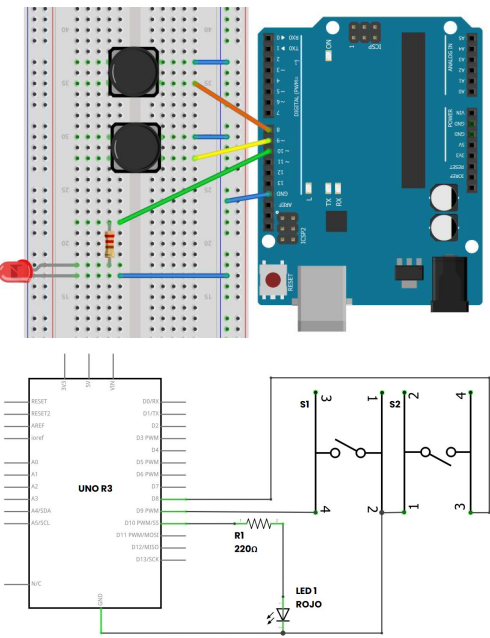 40
40
35
35
30
30
25
25
20
20
15
15
RX0
TX1
2
3
4
5
6
7
8
9
10
11
12
13
GND
AREF
DIGITAL (PWM~)
L
ON
1
ICSP
ICSP2
L
TX
RX
RESET
ANALOG IN
A5
A4
A3
A2
A1
A0
POWER
VIN
GND
GND
5V
3V3
RESET
IOREF
3V3
5V
VIN
RESET
RESET2
AREF
ioref
A0
A1
A2
A3
A4/SDA
A5/SCL
N/C
UNO R3
D0/RX
D1/TX
D2
D3 PWM
D4
D5 PWM
D6 PWM
D7
D8
D9 PWM
D10 PWM/SS
D11 PWM/MOSI
D12/MISO
D13/SCK
GND
S1
3
1
4
2
S2
2
4
1
3
R1
220Ω
LED 1
ROJO